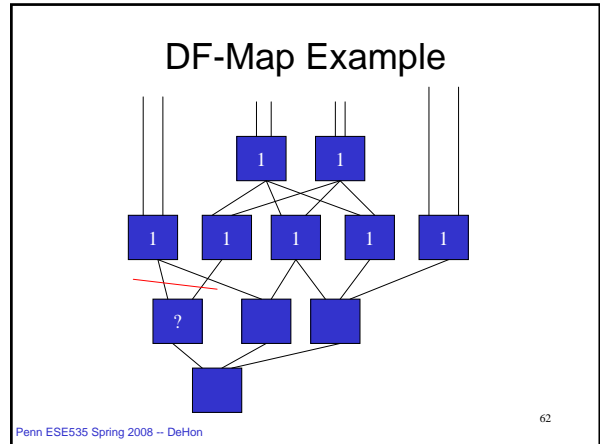 DF-Map Example
1 1
1 1 1 1 1
?
Penn ESE535 Spring 2008 -- DeHon
62